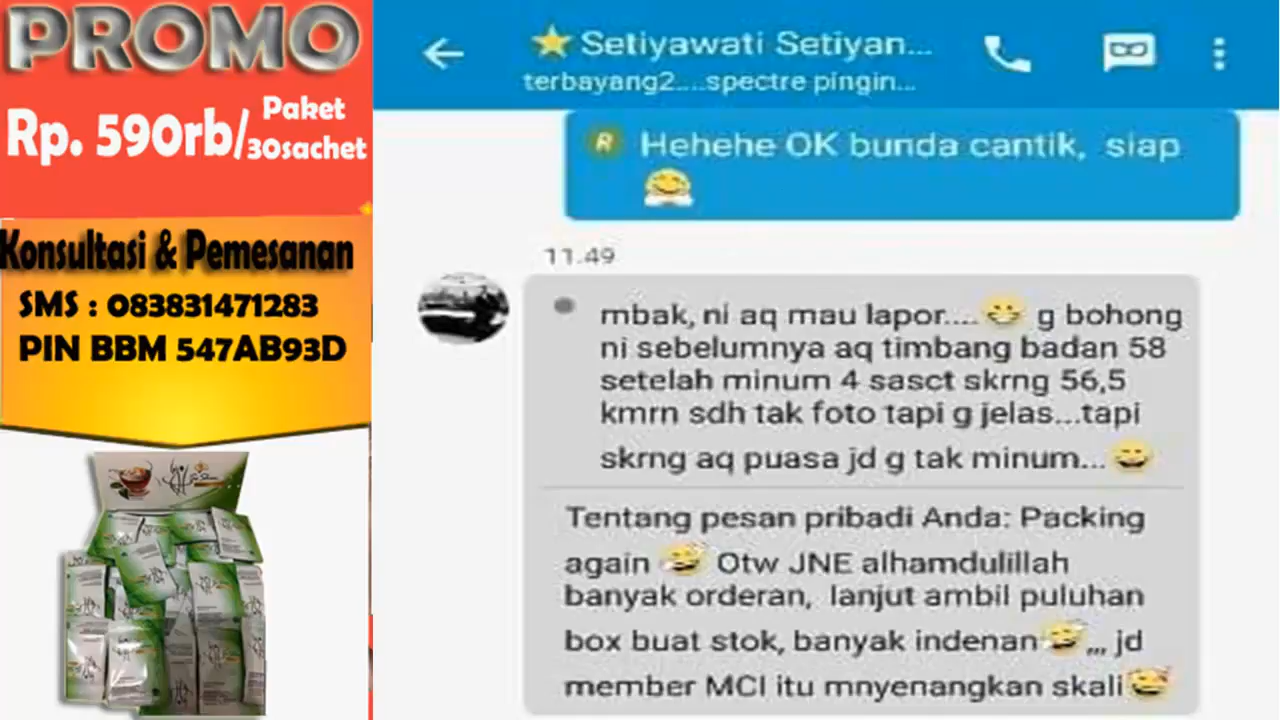 PROMO
Rp. 590rb/
Paket
30sachet
Konsultasi & Pemesanan
SMS : 083831471283
PIN BBM 547AB93D
Setiyawati Setiyan...
terbayang2....spectre pingin...
R Hehehe OK bunda cantik, siap
11.49
mbak, ni aq mau lapor.... g bohong
ni sebelumnya aq timbang badan 58
setelah minum 4 sasct skrng 56,5
kmrn sdh tak foto tapi g jelas...tapi
skrng aq puasa jd g tak minum...
Tentang pesan pribadi Anda: Packing
again Otw JNE alhamdulillah
banyak orderan, lanjut ambil puluhan
box buat stok, banyak indenan ,,, jd
member MCI itu mnyenangkan skali